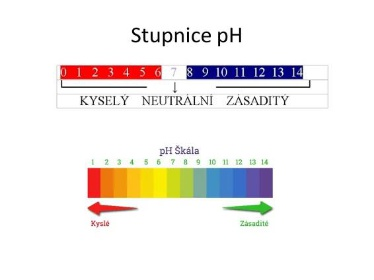 Stupnice pH
0 1 2 3 4 5 6 7 8 9 10 11 12 13 14
KYSELÝ NEUTRÁLNÍ ZÁSADITÝ
pH Škála
1 2 3 4 5 6 7 8 9 10 11 12 13 14
Kyslé Zásadité